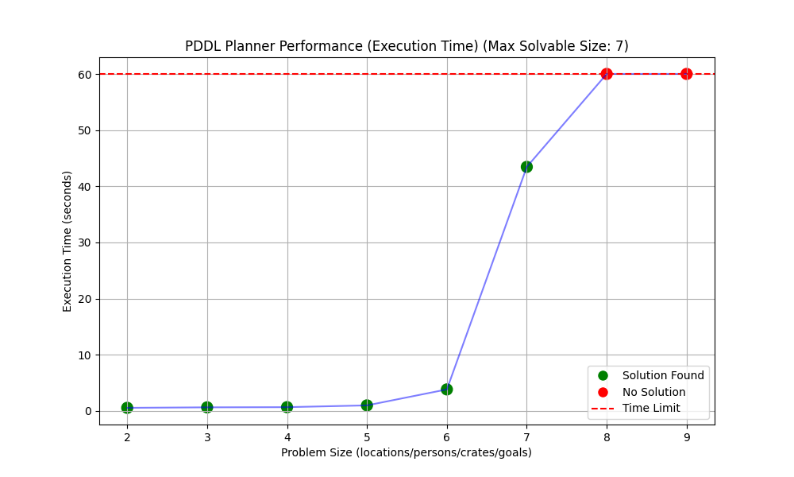 PDDL Planner Performance (Execution Time) (Max Solvable Size: 7)
60
50
40
30
20
10
0
Execution Time (seconds)
Solution Found
No Solution
Time Limit
2 3 4 5 6 7 8 9
Problem Size (locations/persons/crates/goals)